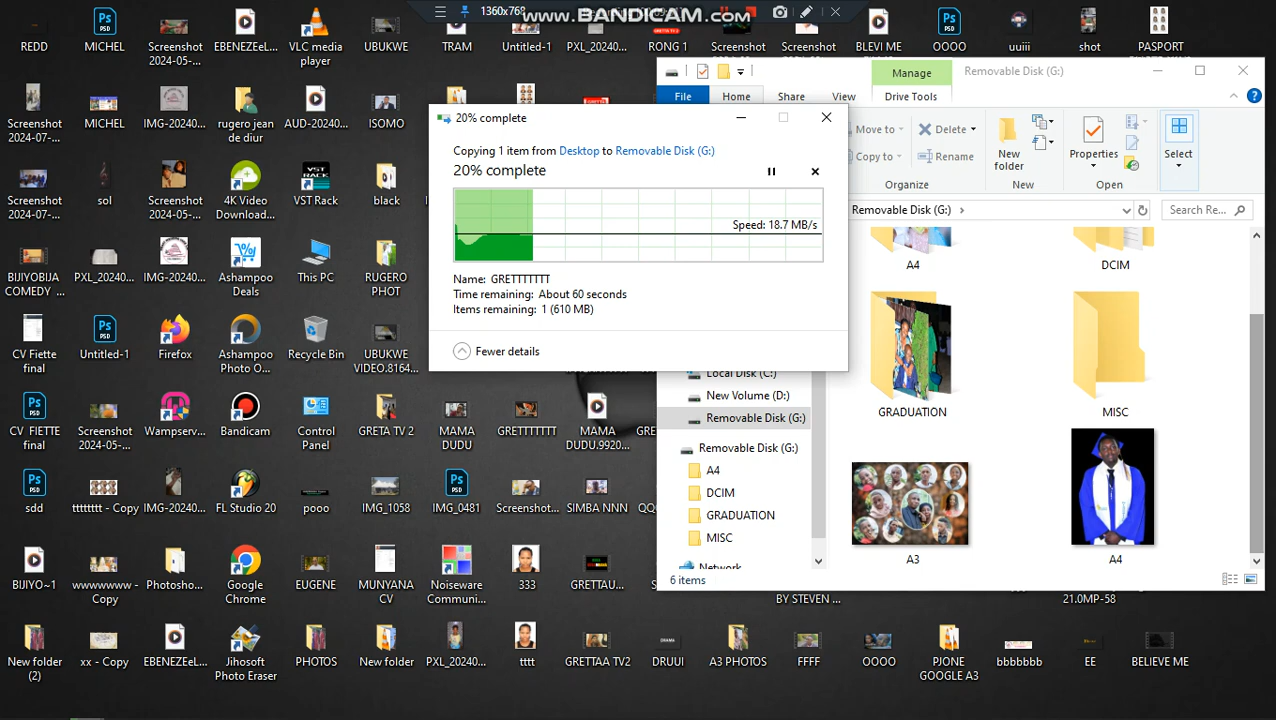 1360x768
www.BANDICAM.com
REDD
MICHEL
Screenshot
2024-05-...
EBENEZEeL...
VLC media
player
UBUKWE
TRAM
Untitled-1
PXL_20240...
RONG 1
Screenshot
Screenshot
BLEVI ME
OOOO
uuiii
shot
PASPORT
Screenshot
2024-07-...
MICHEL
IMG-20240...
rugero jean
de diur
AUD-20240...
ISOMO
Screenshot
2024-07-...
sol
Screenshot
2024-05-...
4K Video
Download...
VST Rack
black
BIJIYOBIJA
COMEDY ...
PXL_20240...
IMG-20240...
Ashampoo
Deals
This PC
RUGERO
PHOT
CV Fiette
final
Untitled-1
Firefox
Ashampoo
Photo O...
Recycle Bin
UBUKWE
VIDEO.8164...
CV FIETTE
final
Screenshot
2024-05-...
Wampserv...
Bandicam
Control
Panel
GRETA TV 2
MAMA
DUDU
GRETTTTTTT
MAMA
DUDU.9920...
sdd
tttttttt - Copy
IMG-20240...
FL Studio 20
pooo
IMG_1058
IMG_0481
Screenshot...
SIMBA NNN
BIJIYO~1
wwwwwww -
Copy
Photosho...
Google
Chrome
EUGENE
MUNYANA
CV
Noiseware
Communi...
333
GRETTAU...
BY STEVEN ...
21.0MP-58
New folder
(2)
xx - Copy
EBENEZEeL...
Jihosoft
Photo Eraser
PHOTOS
New folder
PXL_20240...
tttt
GRETTAA TV2
DRUUI
A3 PHOTOS
FFFF
OOOO
PJONE
GOOGLE A3
bbbbbbb
EE
BELIEVE ME
20% complete
Copying 1 item from Desktop to Removable Disk (G:)
20% complete
Speed: 18.7 MB/s
Name: GRETTTTTTT
Time remaining: About 60 seconds
Items remaining: 1 (610 MB)
Fewer details
Manage
Removable Disk (G:)
File
Home
Share
View
Drive Tools
Move to
Copy to
Delete
Rename
New
folder
Properties
Select
Organize
New
Open
Removable Disk (G:)
Search Re...
Local Disk (C:)
New Volume (D:)
Removable Disk (G:)
Removable Disk (G:)
A4
DCIM
GRADUATION
MISC
Network
A4
DCIM
GRADUATION
MISC
A3
A4
6 items